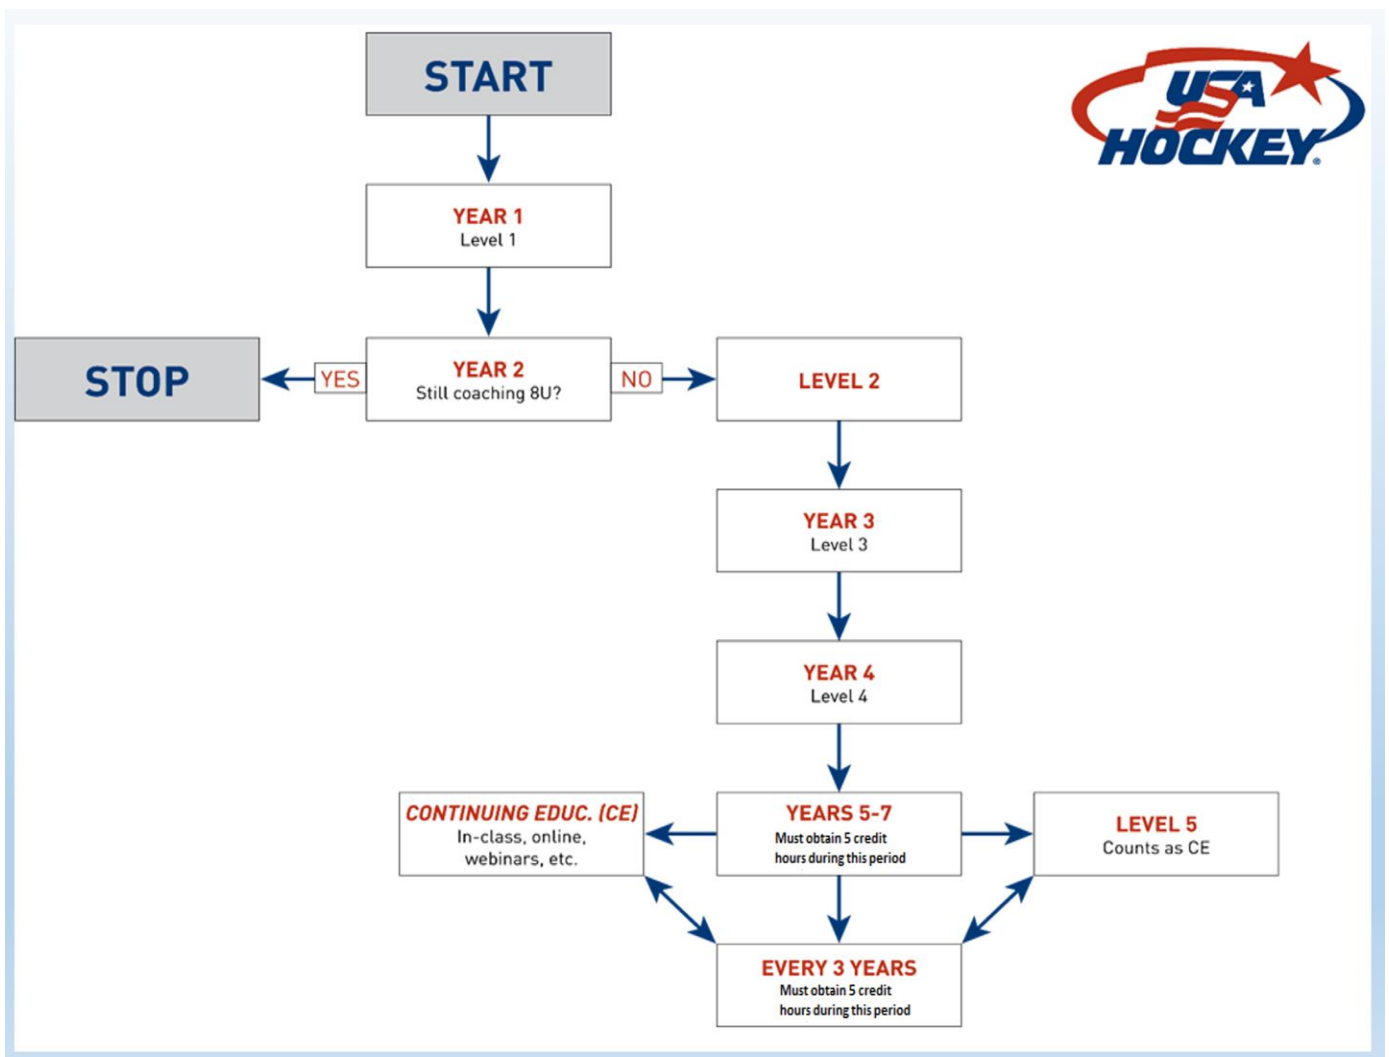 START
USA
HOCKEY®
YEAR 1
Level 1
STOP
YES
YEAR 2
Still coaching 8U?
NO
LEVEL 2
YEAR 3
Level 3
YEAR 4
Level 4
CONTINUING EDUC. (CE)
In-class, online,
webinars, etc.
YEARS 5-7
Must obtain 5 credit
hours during this period
LEVEL 5
Counts as CE
EVERY 3 YEARS
Must obtain 5 credit
hours during this period